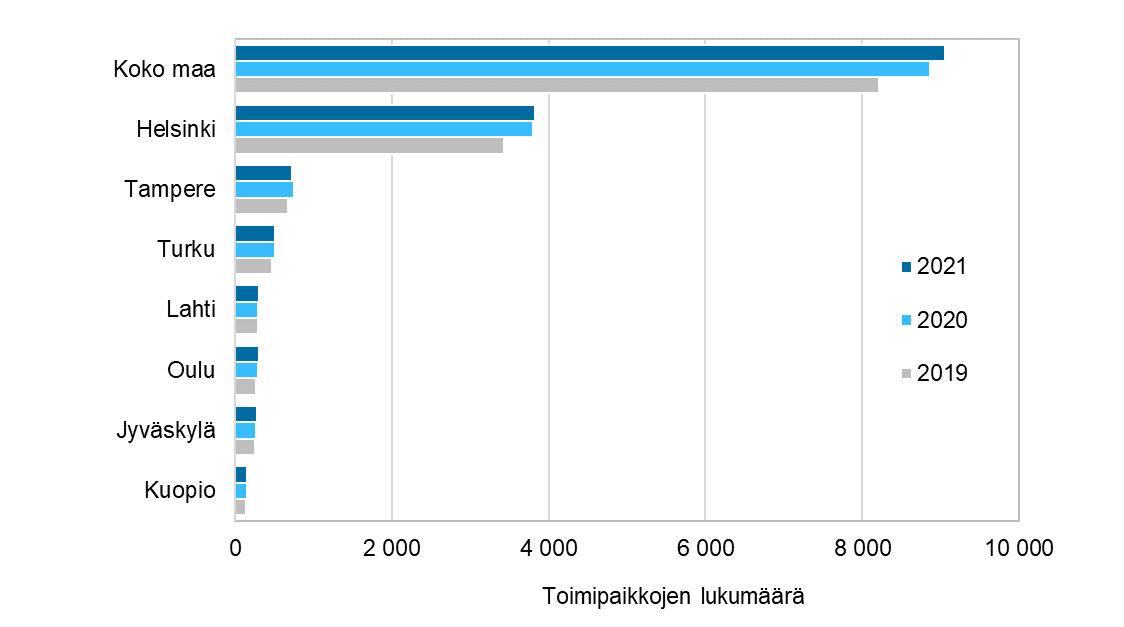 Koko maa
Helsinki
Tampere
Turku
Lahti
Oulu
Jyväskylä
Kuopio
2021
2020
2019
0 2 000 4 000 6 000 8 000 10 000
Toimipaikkojen lukumäärä